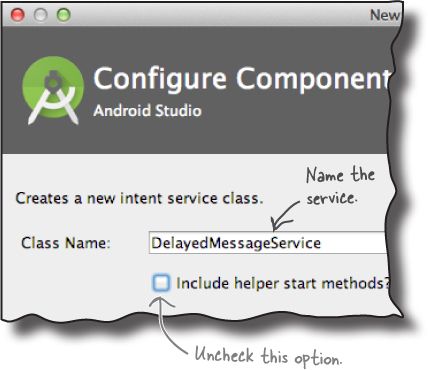 New
Configure Component
Android Studio
Creates a new intent service class.
Name the
service.
Class Name: DelayedMessageService
Include helper start methods?
Uncheck this option.